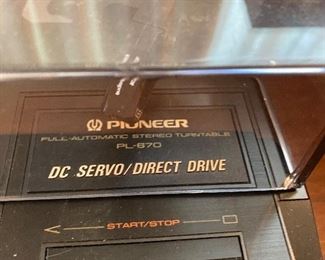 PIONEER
FULL-AUTOMATIC STEREO TURNTABLE
PL-670
DC SERVO/DIRECT DRIVE
START/STOP